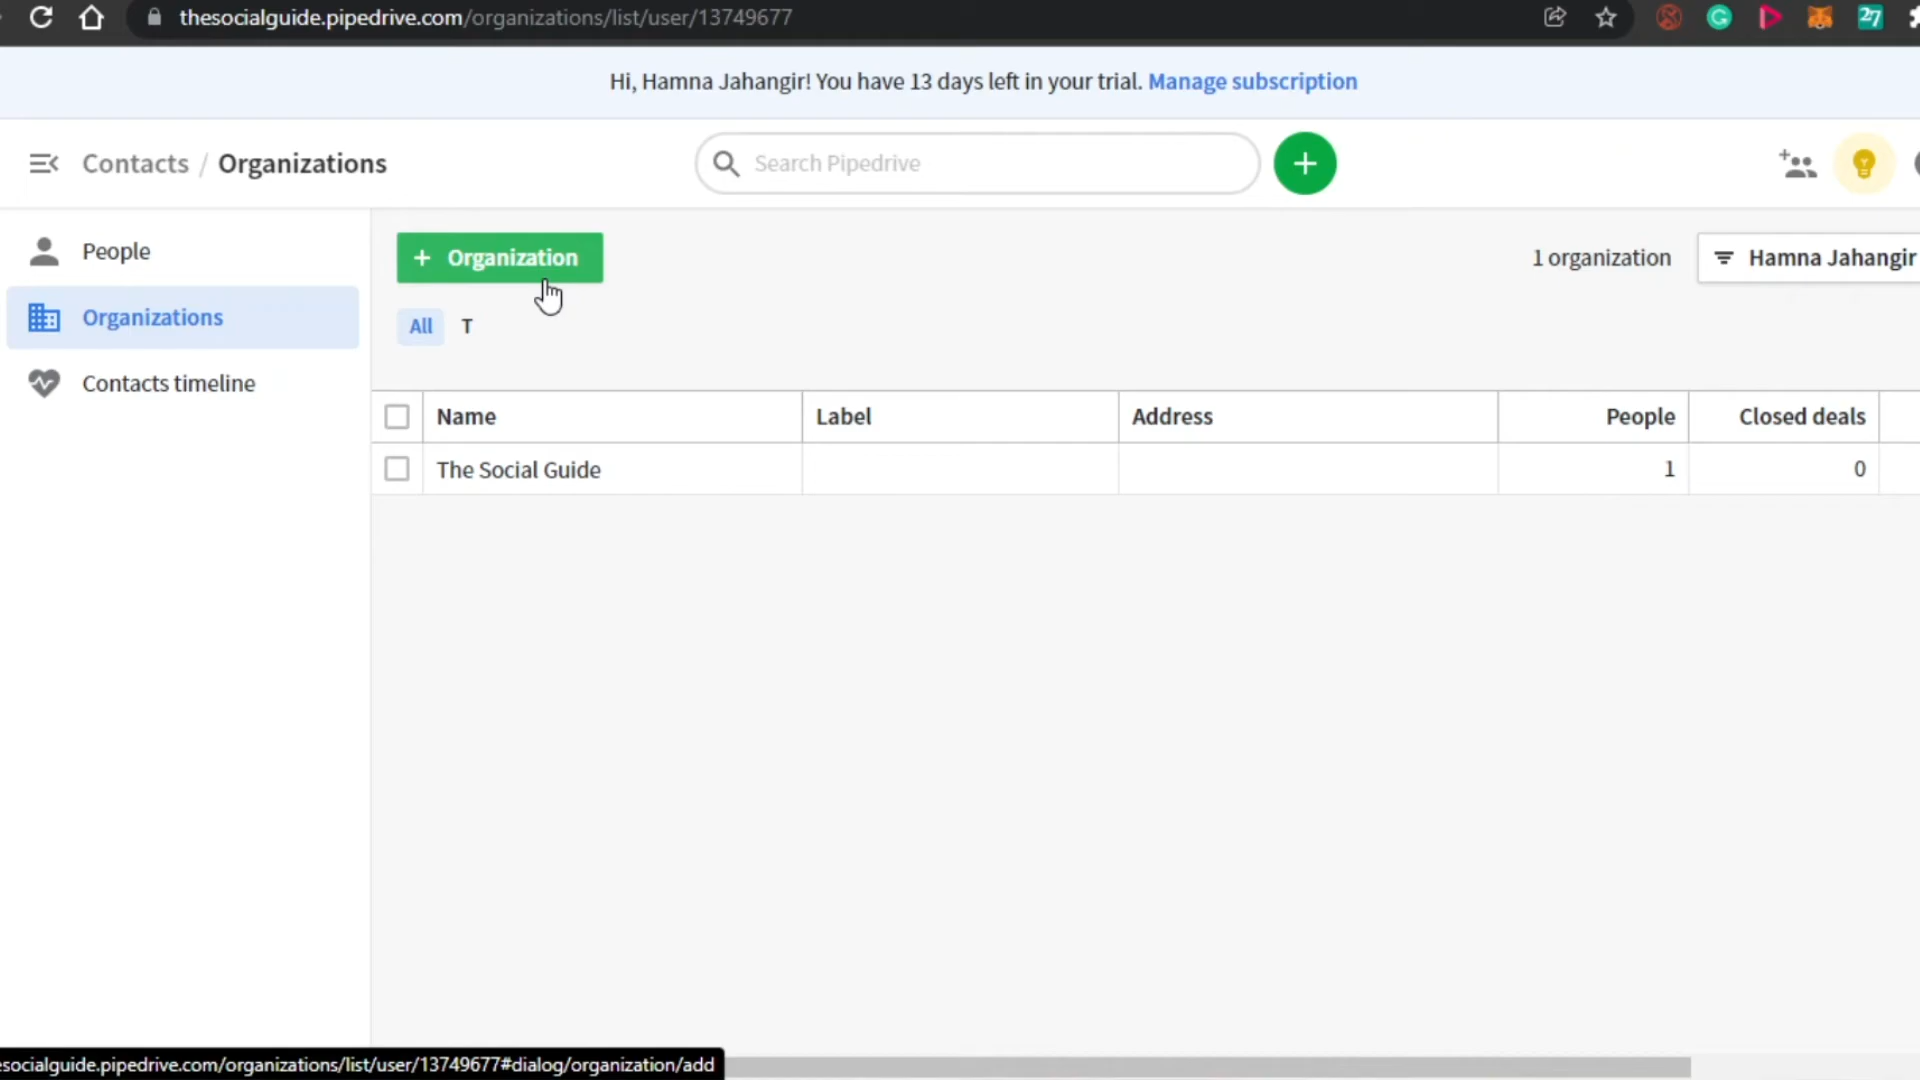 thesocialguide.pipedrive.com/organizations/list/user/13749677
27
Hi, Hamna Jahangir! You have 13 days left in your trial. Manage subscription
Contacts / Organizations
Search Pipedrive
+
People
+ Organization
1 organization
Hamna Jahangir
Organizations
All T
Contacts timeline
Name Label Address People Closed deals
The Social Guide 1 0
esocialguide.pipedrive.com/organizations/list/user/13749677#dialog/organization/add